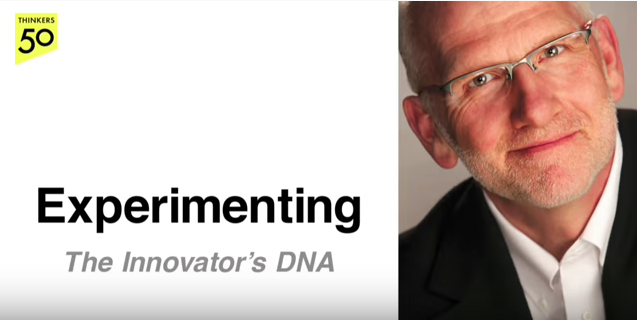 THINKERS
50
Experimenting
The Innovator's DNA